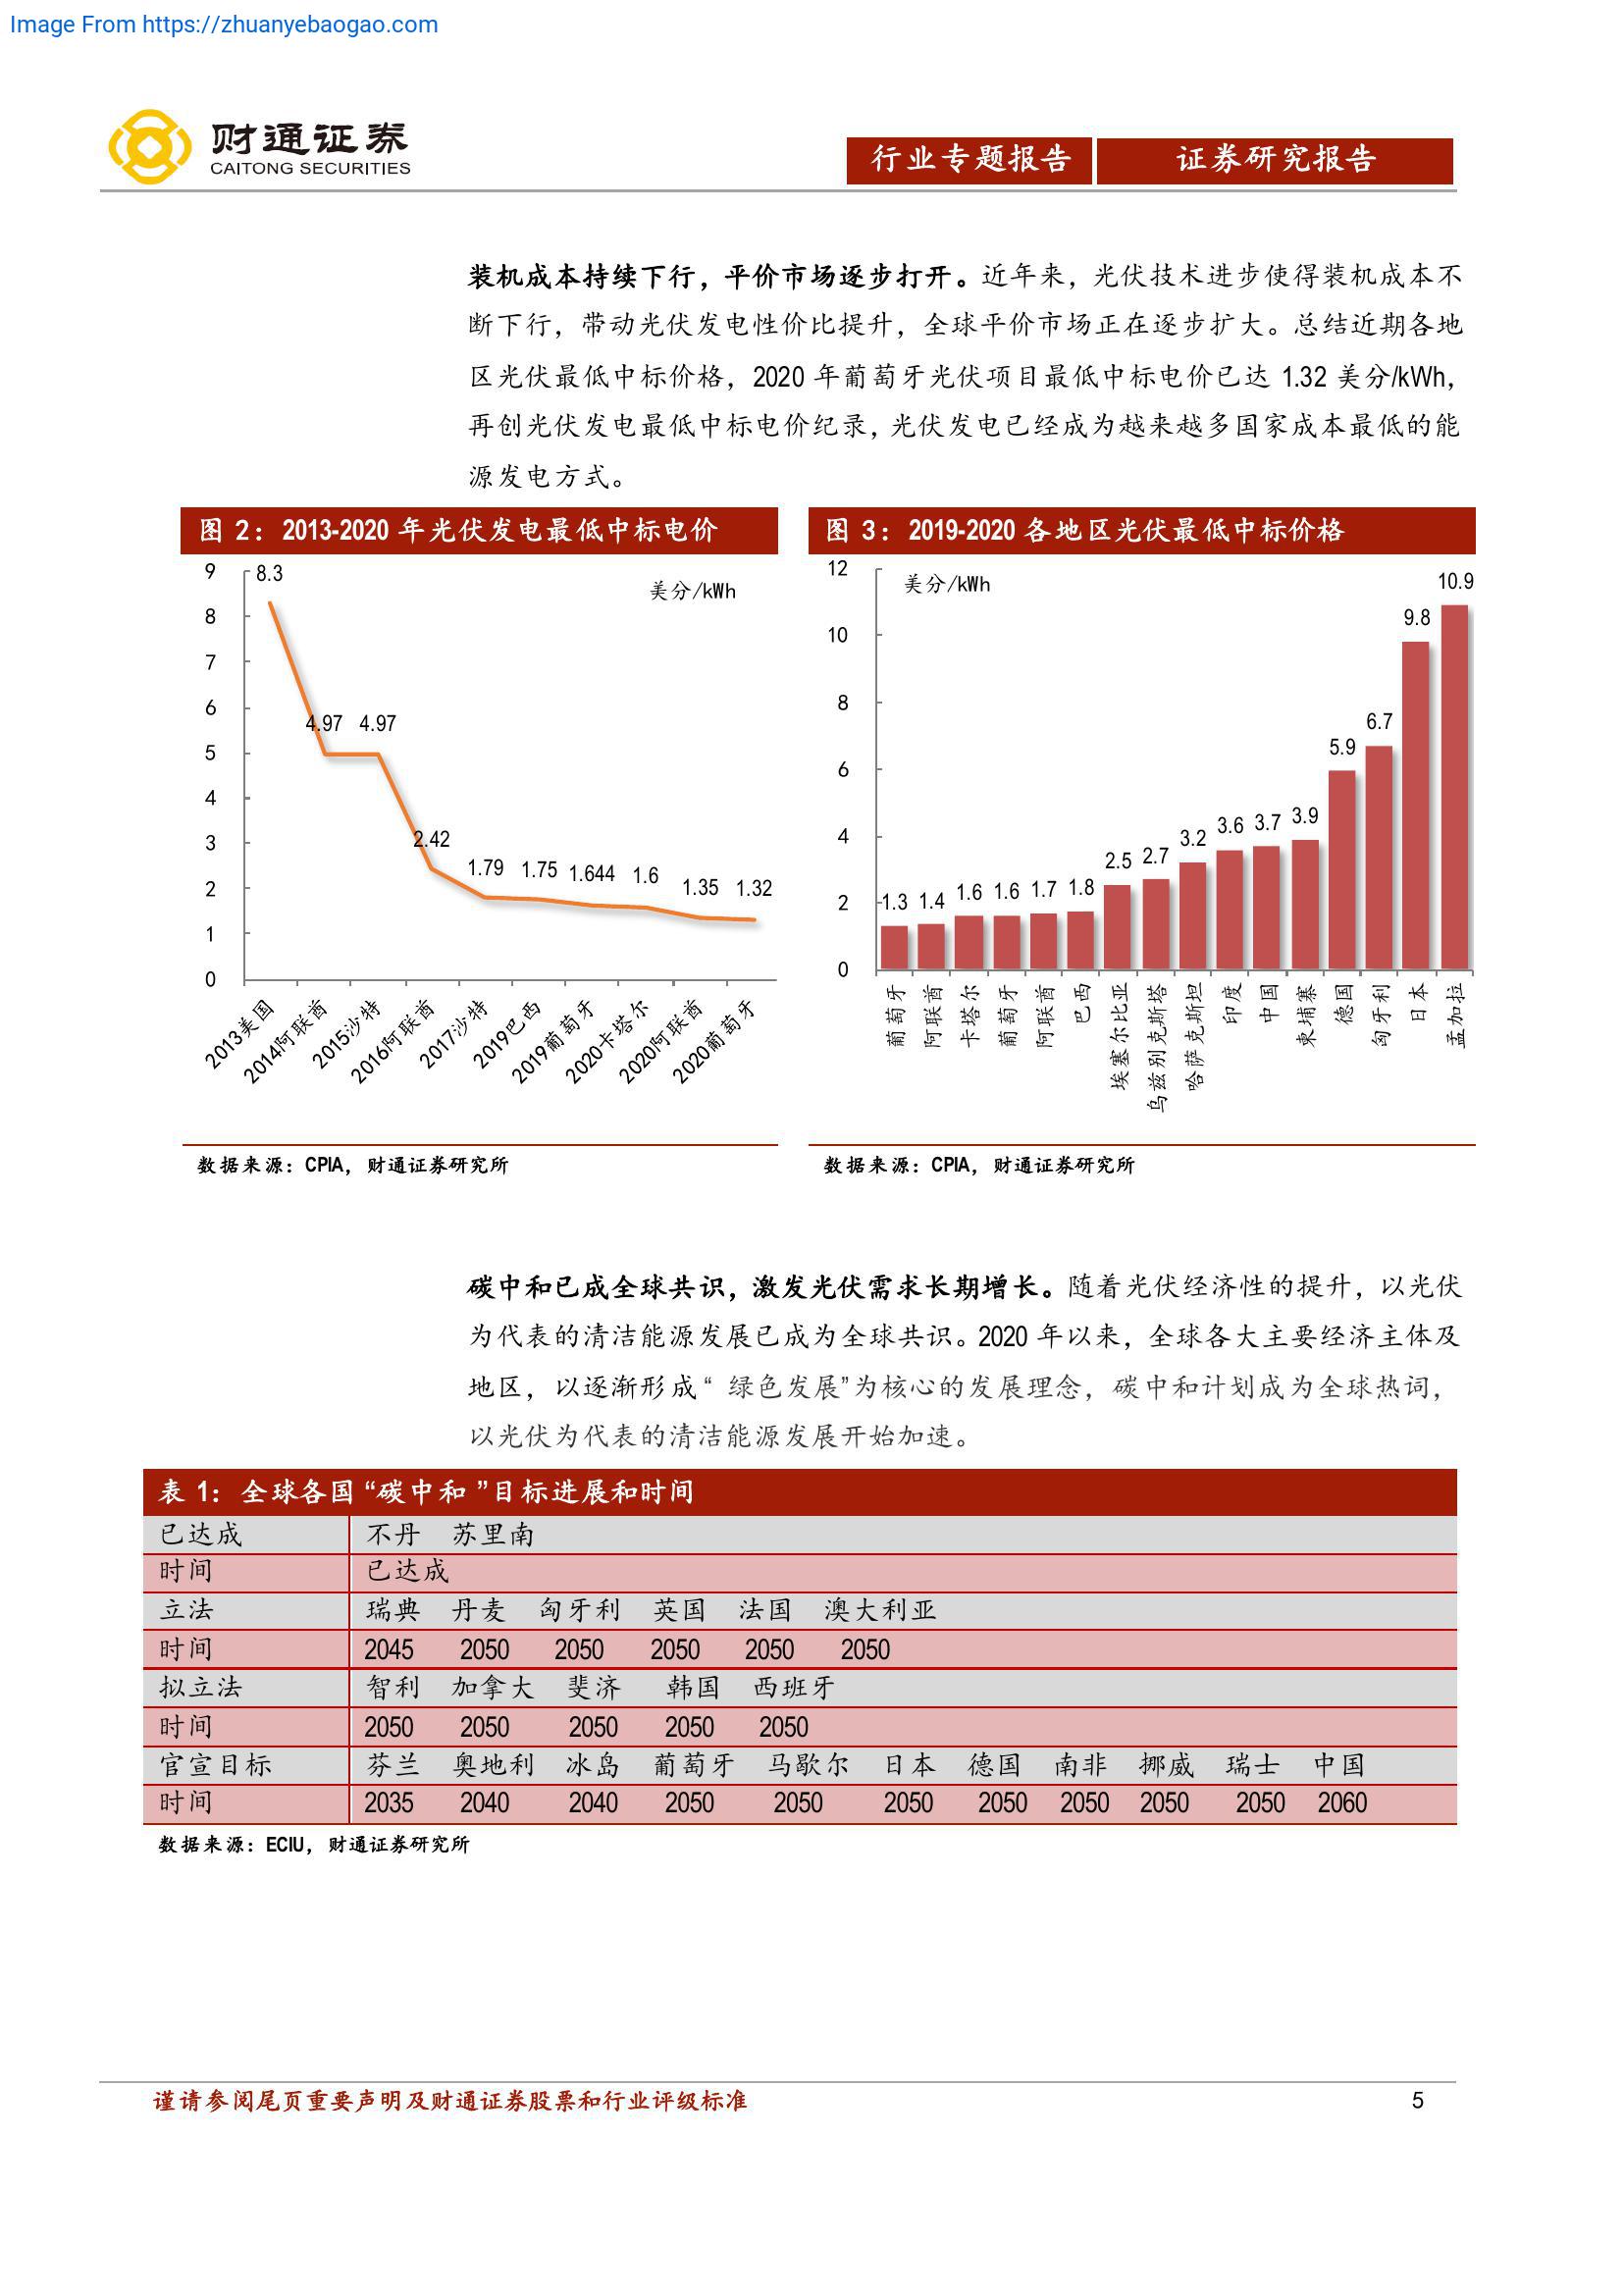 Image From https://zhuanyebaogao.com
财通证券
CAITONG SECURITIES
行业专题报告 证券研究报告
装机成本持续下行，平价市场逐步打开。近年来，光伏技术进步使得装机成本不
断下行，带动光伏发电性价比提升，全球平价市场正在逐步扩大。总结近期各地
区光伏最低中标价格，2020 年葡萄牙光伏项目最低中标电价已达 1.32 美分/kWh，
再创光伏发电最低中标电价纪录，光伏发电已经成为越来越多国家成本最低的能
源发电方式。
图 2：2013-2020 年光伏发电最低中标电价
美分/kWh
9
8
7
6
5
4
3
2
1
0
8.3
4.97
4.97
2.42
1.79
1.75
1.644
1.6
1.35
1.32
2013美国
2014阿联酋
2015沙特
2016阿联酋
2017沙特
2019巴西
2019葡萄牙
2020卡塔尔
2020阿联酋
2020葡萄牙
数据来源：CPIA，财通证券研究所
图 3：2019-2020 各地区光伏最低中标价格
美分/kWh
12
10
8
6
4
2
0
1.3
1.4
1.6
1.6
1.7
1.8
2.5
2.7
3.2
3.6
3.7
3.9
5.9
6.7
9.8
10.9
葡萄牙
阿联酋
卡塔尔
葡萄牙
阿联酋
巴西
埃塞尔比亚
乌兹别克斯塔
哈萨克斯坦
印度
中国
柬埔寨
德国
匈牙利
日本
孟加拉
数据来源：CPIA，财通证券研究所
碳中和已成全球共识，激发光伏需求长期增长。随着光伏经济性的提升，以光伏
为代表的清洁能源发展已成为全球共识。2020 年以来，全球各大主要经济主体及
地区，以逐渐形成“ 绿色发展”为核心的发展理念，碳中和计划成为全球热词，
以光伏为代表的清洁能源发展开始加速。
表 1：全球各国 “碳中和 ”目标进展和时间
已达成 不丹 苏里南
时间 已达成
立法 瑞典 丹麦 匈牙利 英国 法国 澳大利亚
时间 2045 2050 2050 2050 2050 2050
拟立法 智利 加拿大 斐济 韩国 西班牙
时间 2050 2050 2050 2050 2050
官宣目标 芬兰 奥地利 冰岛 葡萄牙 马歇尔 日本 德国 南非 挪威 瑞士 中国
时间 2035 2040 2040 2050 2050 2050 2050 2050 2050 2050 2060
数据来源：ECIU，财通证券研究所
谨请参阅尾页重要声明及财通证券股票和行业评级标准 5